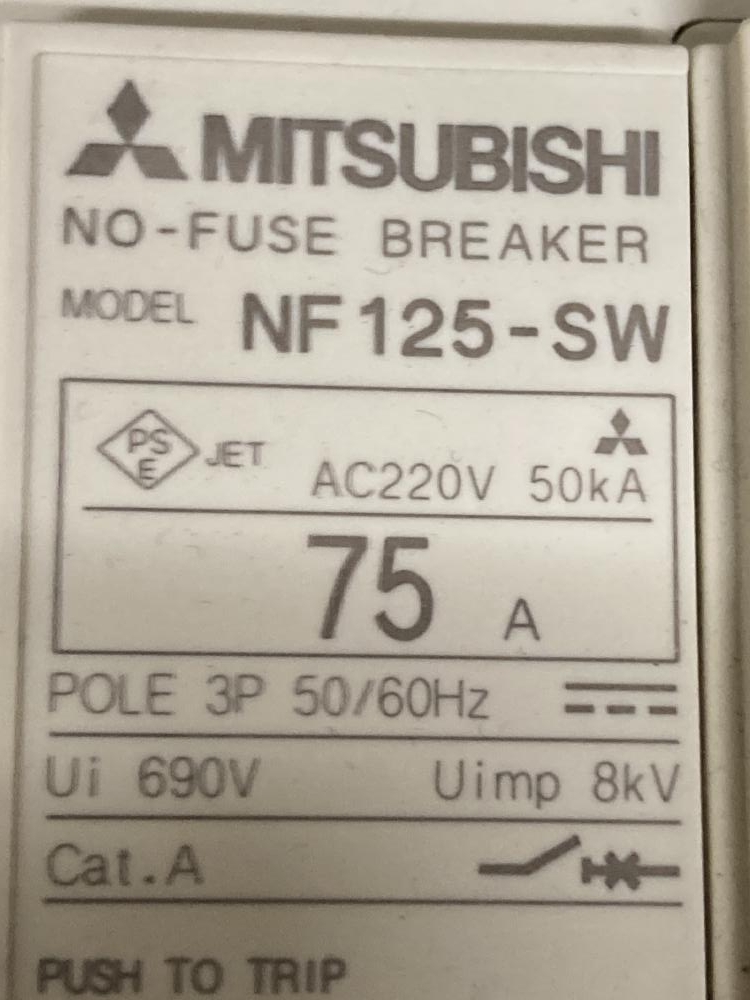 MITSUBISHI
NO-FUSE BREAKER
MODEL NF125-SW
PS E JET
AC220V 50kA
75 A
POLE 3P 50/60Hz
Ui 690V Uimp 8kV
Cat.A
PUSH TO TRIP